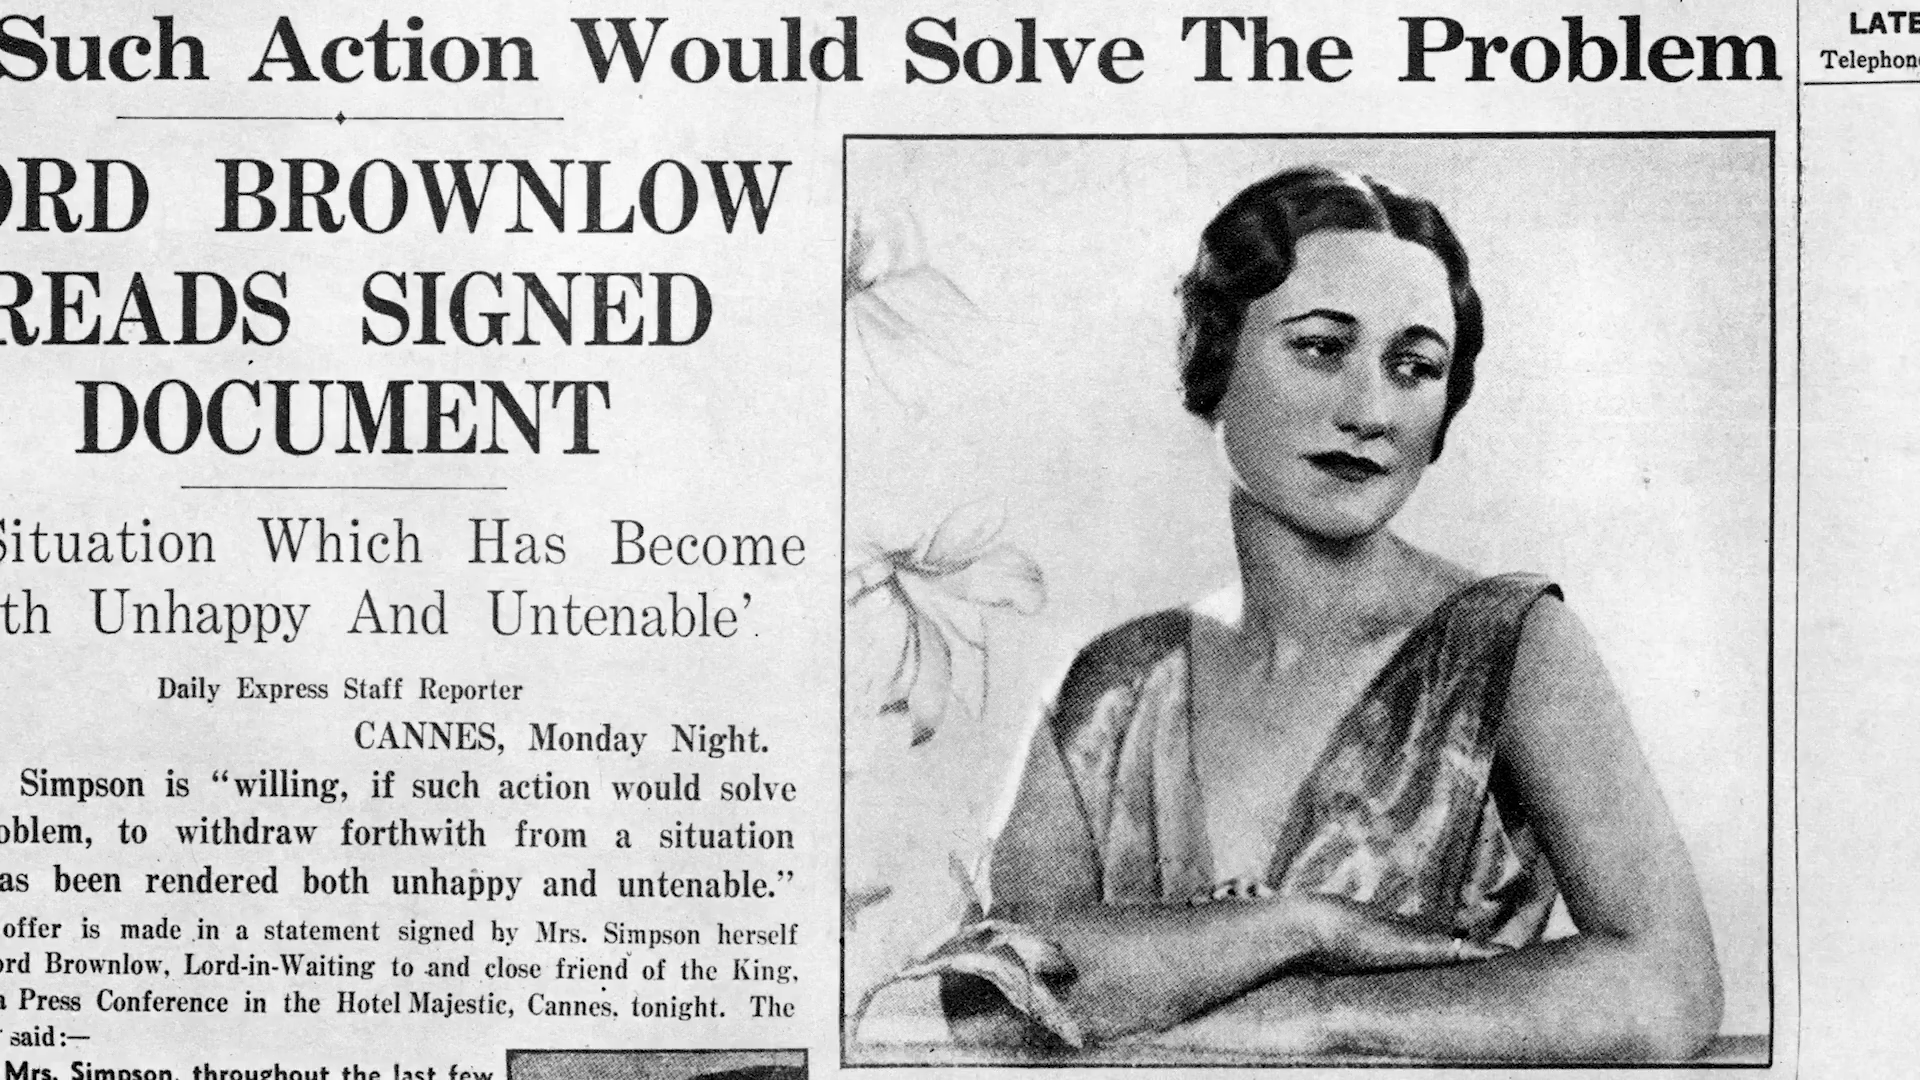 Such Action Would Solve The Problem
LATE
Telephone
ORD BROWNLOW
READS SIGNED
DOCUMENT
Situation Which Has Become
th Unhappy And Untenable’.
Daily Express Staff Reporter
CANNES, Monday Night.
Simpson is “willing, if such action would solve
oblem, to withdraw forthwith from a situation
as been rendered both unhappy and untenable.”
offer is made in a statement signed by Mrs. Simpson herself
ord Brownlow, Lord-in-Waiting to and close friend of the King,
a Press Conference in the Hotel Majestic, Cannes, tonight. The
said:—
Mrs. Simpson, throughout the last few